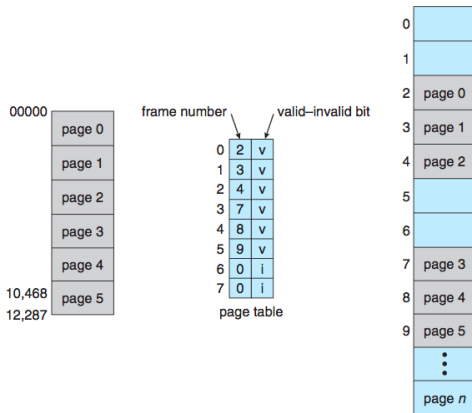 00000
page 0
page 1
page 2
page 3
page 4
page 5
10,468
12,287
frame number
valid–invalid bit
0 2 v
1 3 v
2 4 v
3 7 v
4 8 v
5 9 v
6 0 i
7 0 i
page table
0
1
2 page 0
3 page 1
4 page 2
5
6
7 page 3
8 page 4
9 page 5
page n